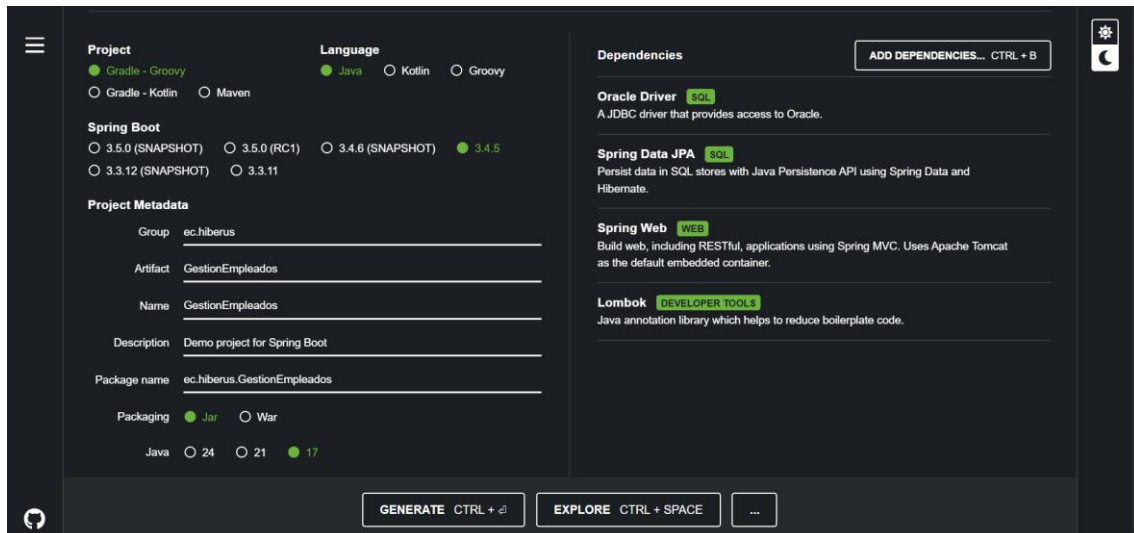 Project
Gradle - Groovy
Gradle - Kotlin Maven
Language
Java Kotlin Groovy
Spring Boot
3.5.0 (SNAPSHOT) 3.5.0 (RC1) 3.4.6 (SNAPSHOT) 3.4.5
3.3.12 (SNAPSHOT) 3.3.11
Project Metadata
Group ec.hiberus
Artifact GestionEmpleados
Name GestionEmpleados
Description Demo project for Spring Boot
Package name ec.hiberus.GestionEmpleados
Packaging Jar War
Java 24 21 17
Dependencies
ADD DEPENDENCIES... CTRL + B
Oracle Driver SQL
A JDBC driver that provides access to Oracle.
Spring Data JPA SQL
Persist data in SQL stores with Java Persistence API using Spring Data and
Hibernate.
Spring Web WEB
Build web, including RESTful, applications using Spring MVC. Uses Apache Tomcat
as the default embedded container.
Lombok DEVELOPER TOOLS
Java annotation library which helps to reduce boilerplate code.
GENERATE CTRL + ⏎ EXPLORE CTRL + SPACE ...